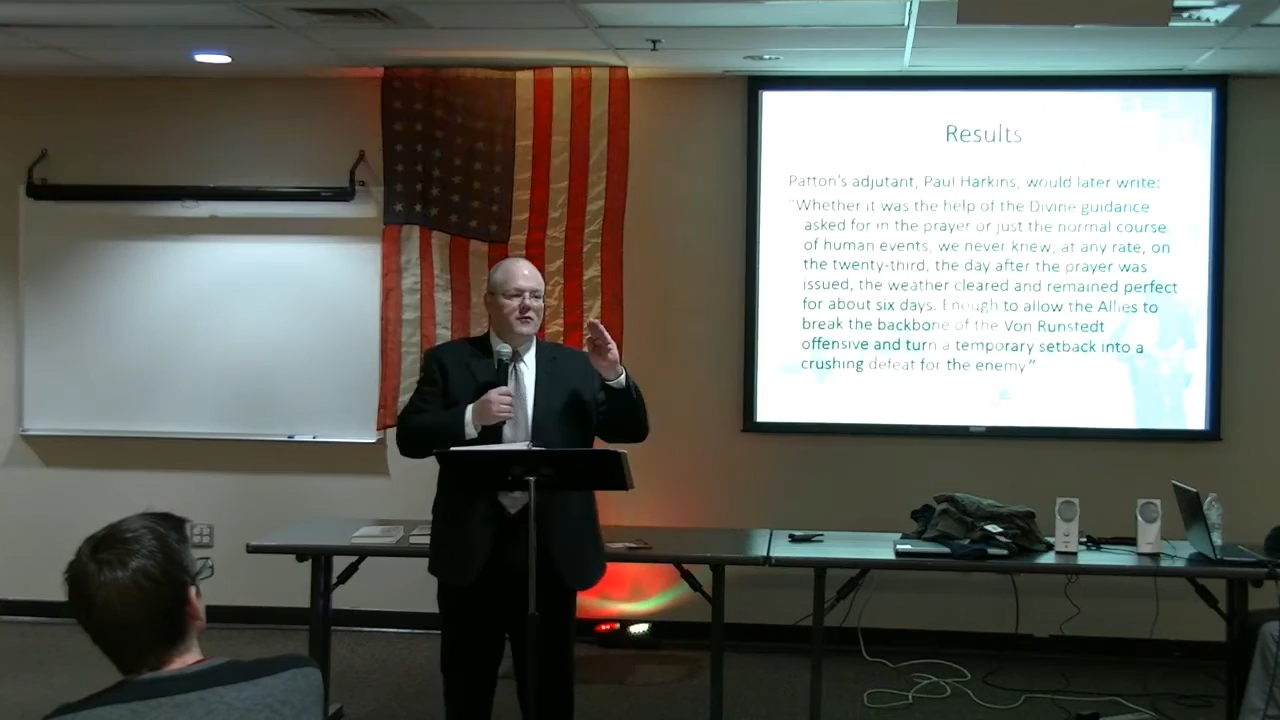 Results
Patton's adjutant, Paul Harkins, would later write:
"Whether it was the help of the Divine guidance
asked for in the prayer or just the normal course
of human events, we never knew, at any rate, on
the twenty-third, the day after the prayer was
issued, the weather cleared and remained perfect
for about six days. Enough to allow the Allies to
break the backbone of the Von Runstedt
offensive and turn a temporary setback into a
crushing defeat for the enemy"